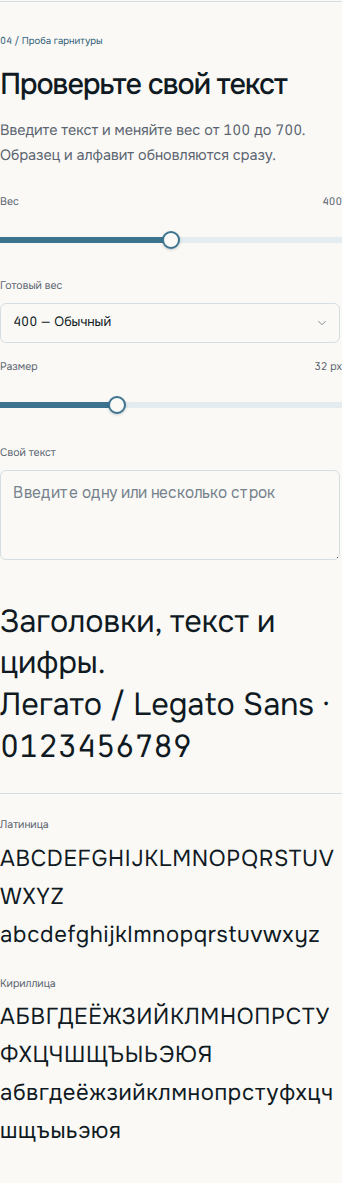 04 / Проба гарнитуры
Проверьте свой текст
Введите текст и меняйте вес от 100 до 700.
Образец и алфавит обновляются сразу.
Вес 400
Готовый вес
400 — Обычный
Размер 32 px
Свой текст
Введите одну или несколько строк
Заголовки, текст и
цифры.
Легато / Legato Sans ·
0123456789
Латиница
ABCDEFGHIJKLMNOPQRSTUV
WXYZ
abcdefghijklmnopqrstuvwxyz
Кириллица
АБВГДЕЁЖЗИЙКЛМНОПРСТУ
ФХЦЧШЩЪЫЬЭЮЯ
абвгдеёжзийклмнопрстуфхцч
шщъыьэюя